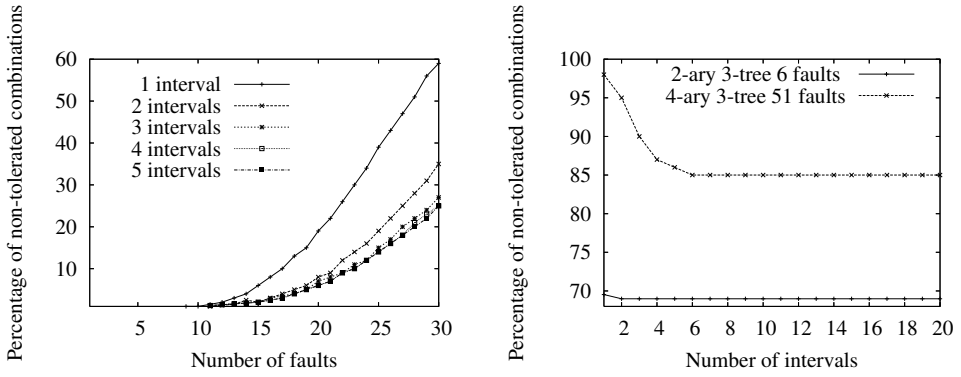 Percentage of non-tolerated combinations
60
50
40
30
20
10
1 interval
2 intervals
3 intervals
4 intervals
5 intervals
5 10 15 20 25 30
Number of faults
Percentage of non-tolerated combinations
100
95
90
85
80
75
70
2-ary 3-tree 6 faults
4-ary 3-tree 51 faults
2 4 6 8 10 12 14 16 18 20
Number of intervals